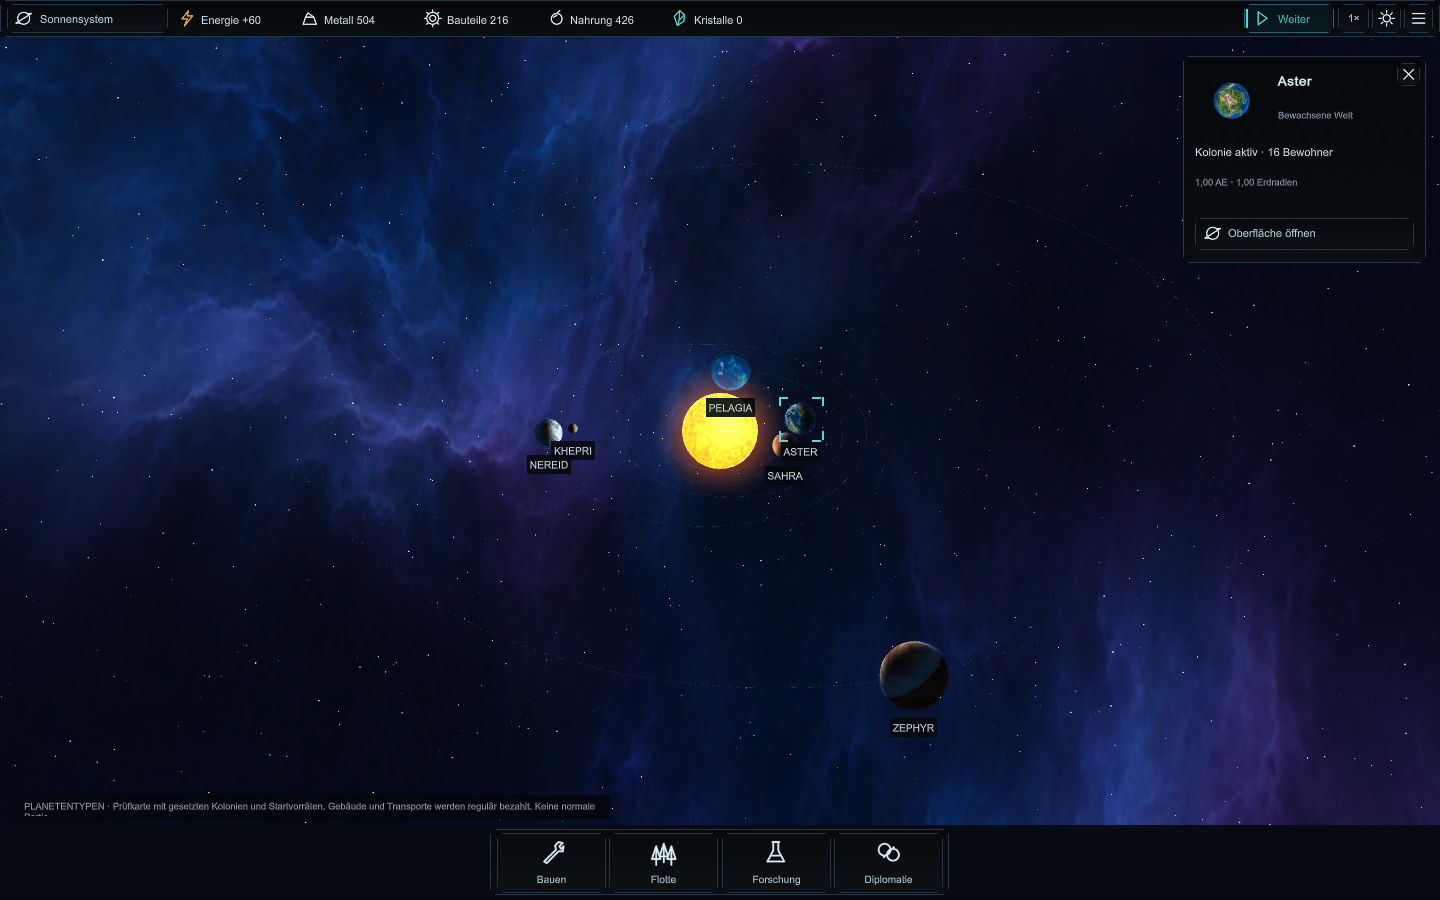 Sonnensystem
Energie +60
Metall 504
Bauteile 216
Nahrung 426
Kristalle 0
Weiter
1×
Aster
Bewachsene Welt
Kolonie aktiv · 16 Bewohner
1,00 AE · 1,00 Erdradien
Oberfläche öffnen
PELAGIA
KHEPRI
NEREID
ASTER
SAHRA
ZEPHYR
PLANETENTYPEN · Prüfkarte mit gesetzten Kolonien und Startvorräten. Gebäude und Transporte werden regulär bezahlt. Keine normale
Bauen
Flotte
Forschung
Diplomatie